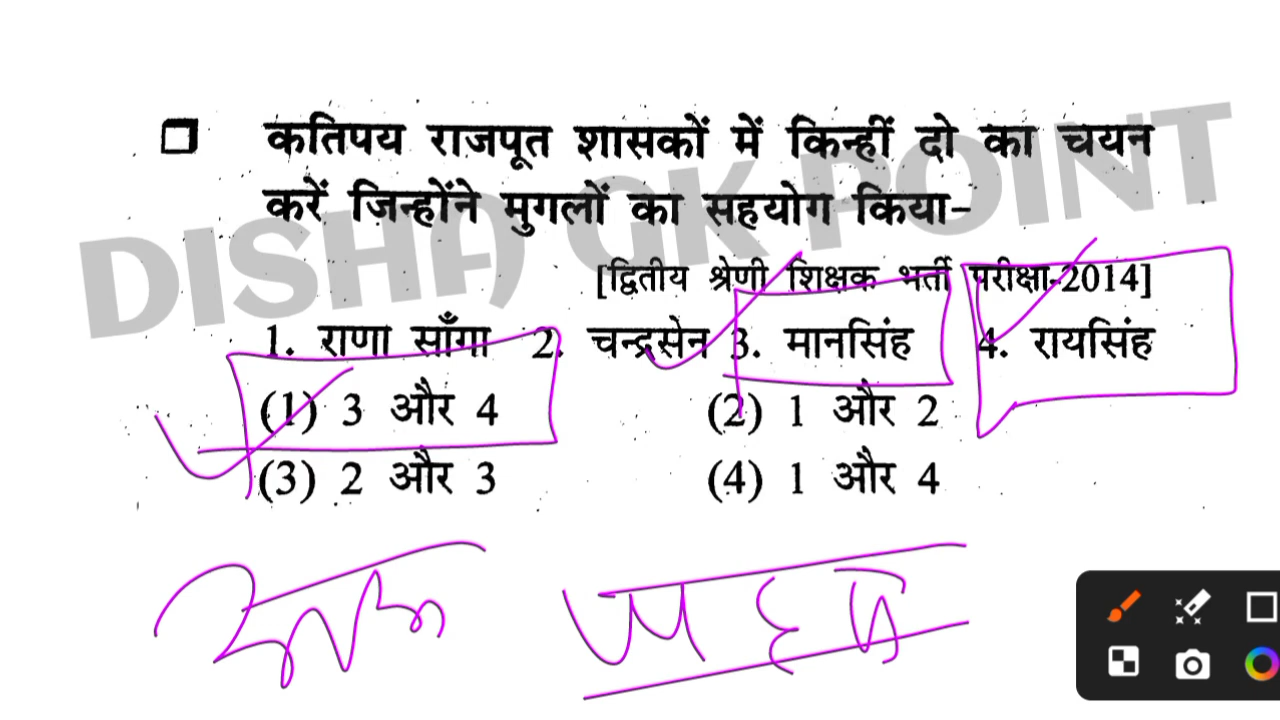 कतिपय राजपूत शासकों में किन्हीं दो का चयन
करें जिन्होंने मुगलों का सहयोग किया-
DISHA GK POINT
[द्वितीय श्रेणी शिक्षक भर्ती परीक्षा-2014]
1. राणा साँगा 2. चन्द्रसेन 3. मानसिंह 4. रायसिंह
(1) 3 और 4 (2) 1 और 2
(3) 2 और 3 (4) 1 और 4